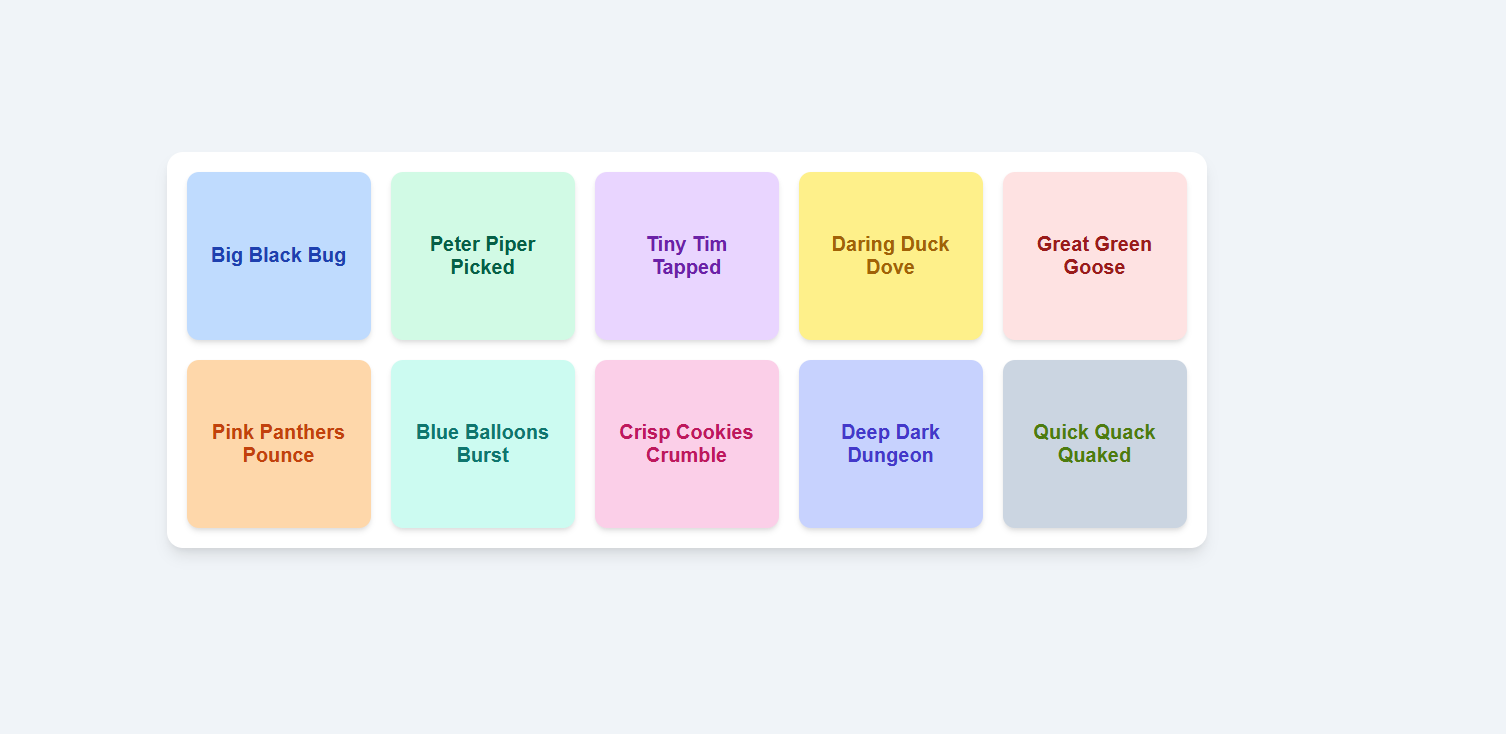 Big Black Bug
Peter Piper
Picked
Tiny Tim
Tapped
Daring Duck
Dove
Great Green
Goose
Pink Panthers
Pounce
Blue Balloons
Burst
Crisp Cookies
Crumble
Deep Dark
Dungeon
Quick Quack
Quaked